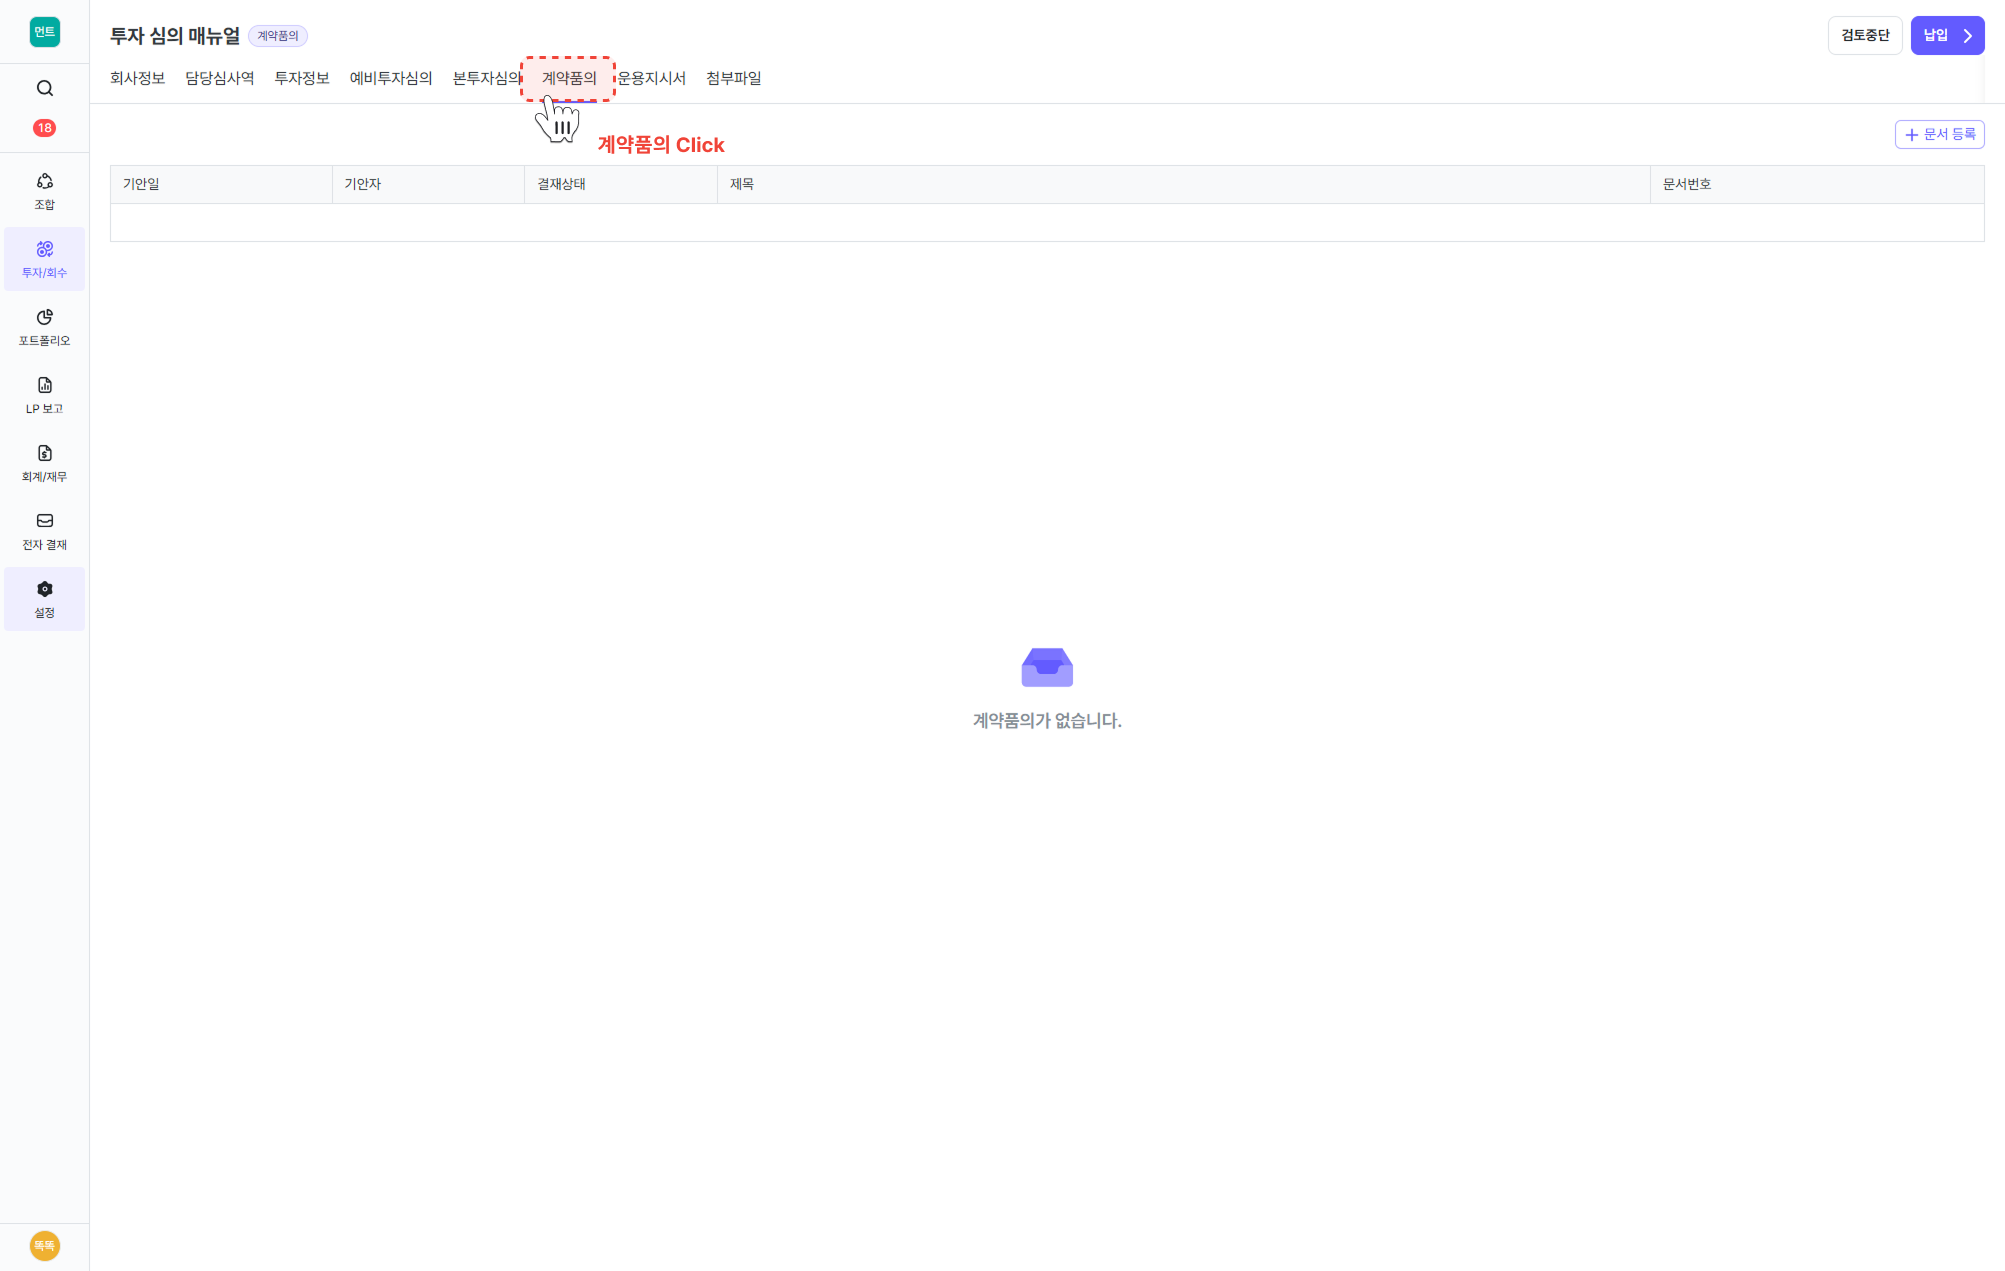 먼트
18
조합
투자/회수
포트폴리오
LP 보고
회계/재무
전자 결재
설정
똑똑
투자 심의 매뉴얼 계약품의
검토중단 납입
회사정보 담당심사역 투자정보 예비투자심의 본투자심의 계약품의 운용지시서 첨부파일
계약품의 Click
문서 등록
기안일 기안자 결재상태 제목 문서번호
계약품의가 없습니다.